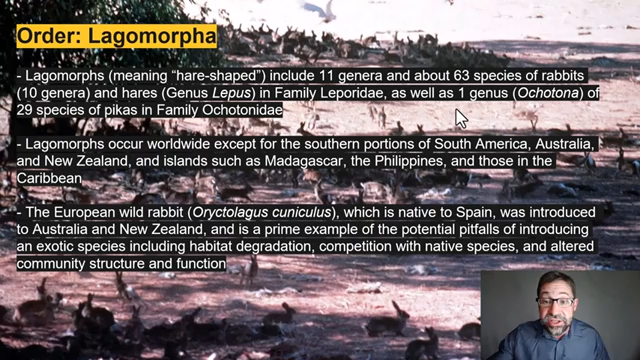 Order: Lagomorpha
- Lagomorphs (meaning “hare-shaped”) include 11 genera and about 63 species of rabbits
(10 genera) and hares (Genus Lepus) in Family Leporidae, as well as 1 genus (Ochotona) of
29 species of pikas in Family Ochotonidae
- Lagomorphs occur worldwide except for the southern portions of South America, Australia,
and New Zealand, and islands such as Madagascar, the Philippines, and those in the
Caribbean
- The European wild rabbit (Oryctolagus cuniculus), which is native to Spain, was introduced
to Australia and New Zealand, and is a prime example of the potential pitfalls of introducing
an exotic species including habitat degradation, competition with native species, and altered
community structure and function